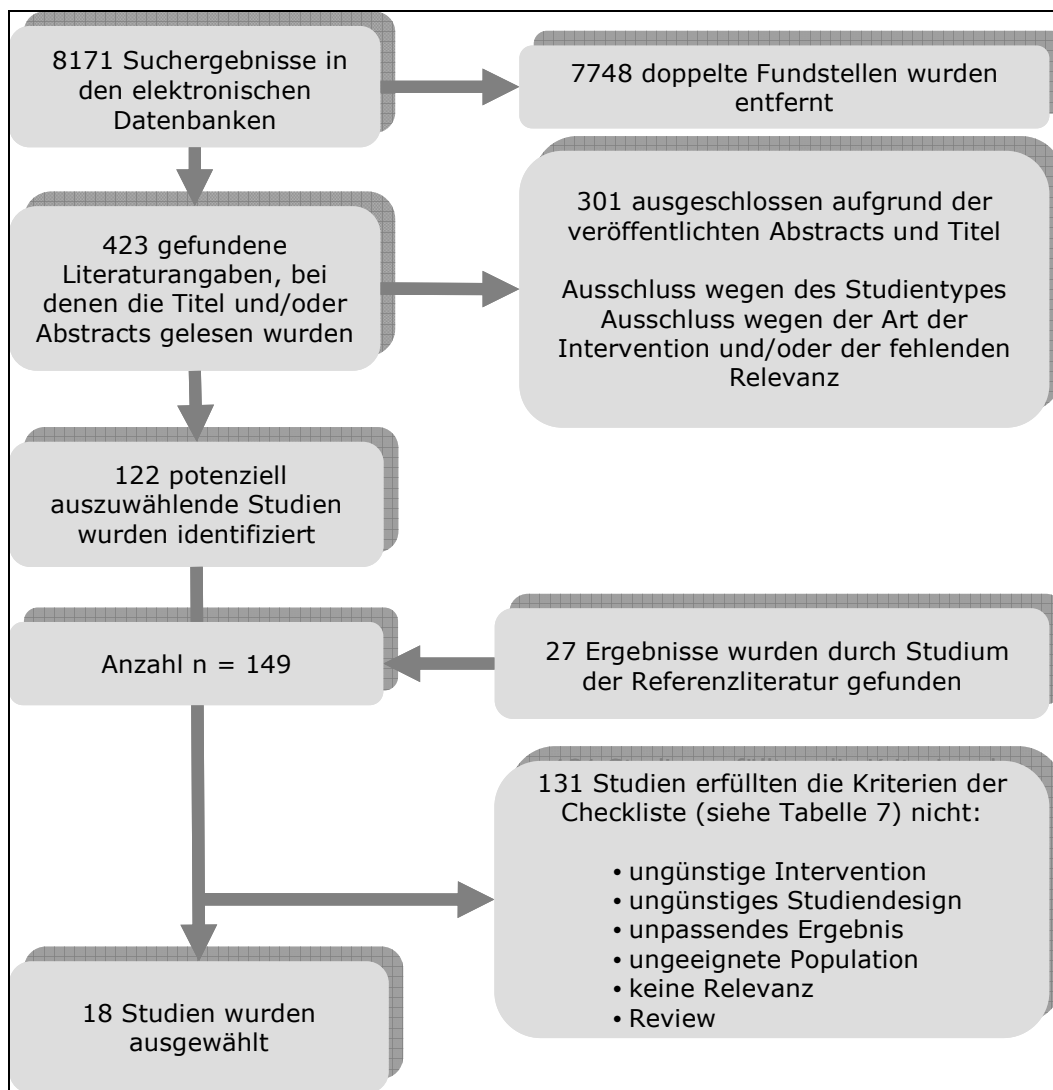 8171 Suchergebnisse in
den elektronischen
Datenbanken
7748 doppelte Fundstellen wurden
entfernt
423 gefundene
Literaturangaben, bei
denen die Titel und/oder
Abstracts gelesen wurden
301 ausgeschlossen aufgrund der
veröffentlichten Abstracts und Titel
Ausschluss wegen des Studientypes
Ausschluss wegen der Art der
Intervention und/oder der fehlenden
Relevanz
122 potenziell
auszuwählende Studien
wurden identifiziert
Anzahl n = 149
27 Ergebnisse wurden durch Studium
der Referenzliteratur gefunden
131 Studien erfüllten die Kriterien der
Checkliste (siehe Tabelle 7) nicht:
• ungünstige Intervention
• ungünstiges Studiendesign
• unpassendes Ergebnis
• ungeeignete Population
• keine Relevanz
• Review
18 Studien wurden
ausgewählt